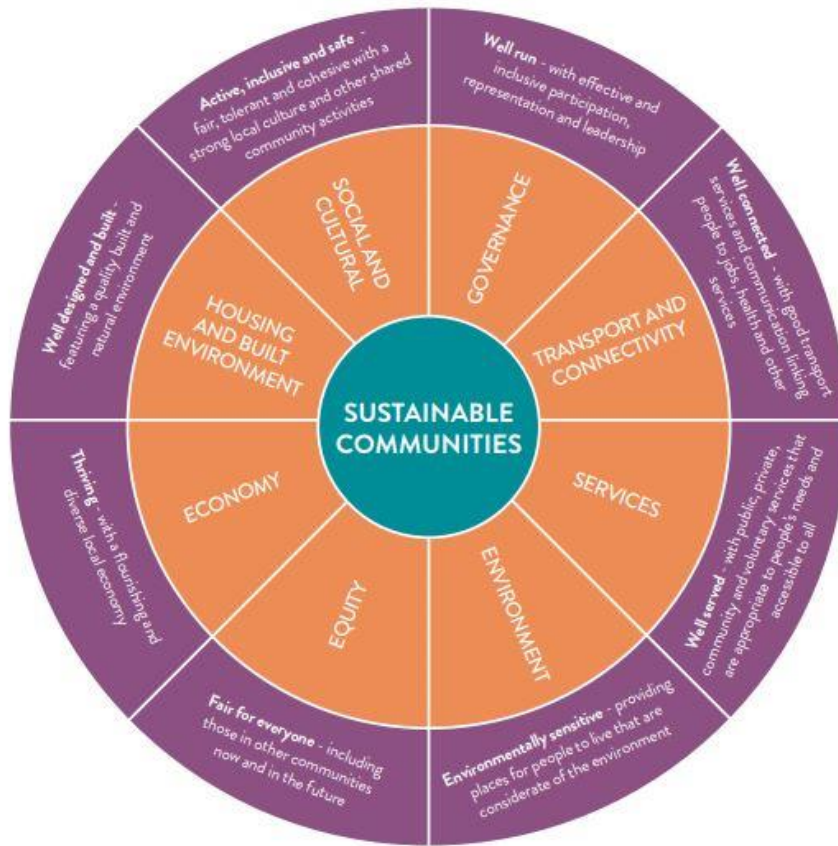 SUSTAINABLE
COMMUNITIES
GOVERNANCE
Well run - with effective and
inclusive participation,
representation and leadership
TRANSPORT AND
CONNECTIVITY
Well connected - with good transport
services and communication linking
people to jobs, health and other
services
SERVICES
Well served - with public, private,
community and voluntary services that
are appropriate to people's needs and
accessible to all
ENVIRONMENT
Environmentally sensitive - providing
places for people to live that are
considerate of the environment
EQUITY
Fair for everyone - including
those in other communities
now and in the future
ECONOMY
Thriving - with a flourishing and
diverse local economy
HOUSING
AND BUILT
ENVIRONMENT
Well designed and built -
featuring a quality built and
natural environment
SOCIAL AND
CULTURAL
Active, inclusive and safe -
fair, tolerant and cohesive with a
strong local culture and other shared
community activities